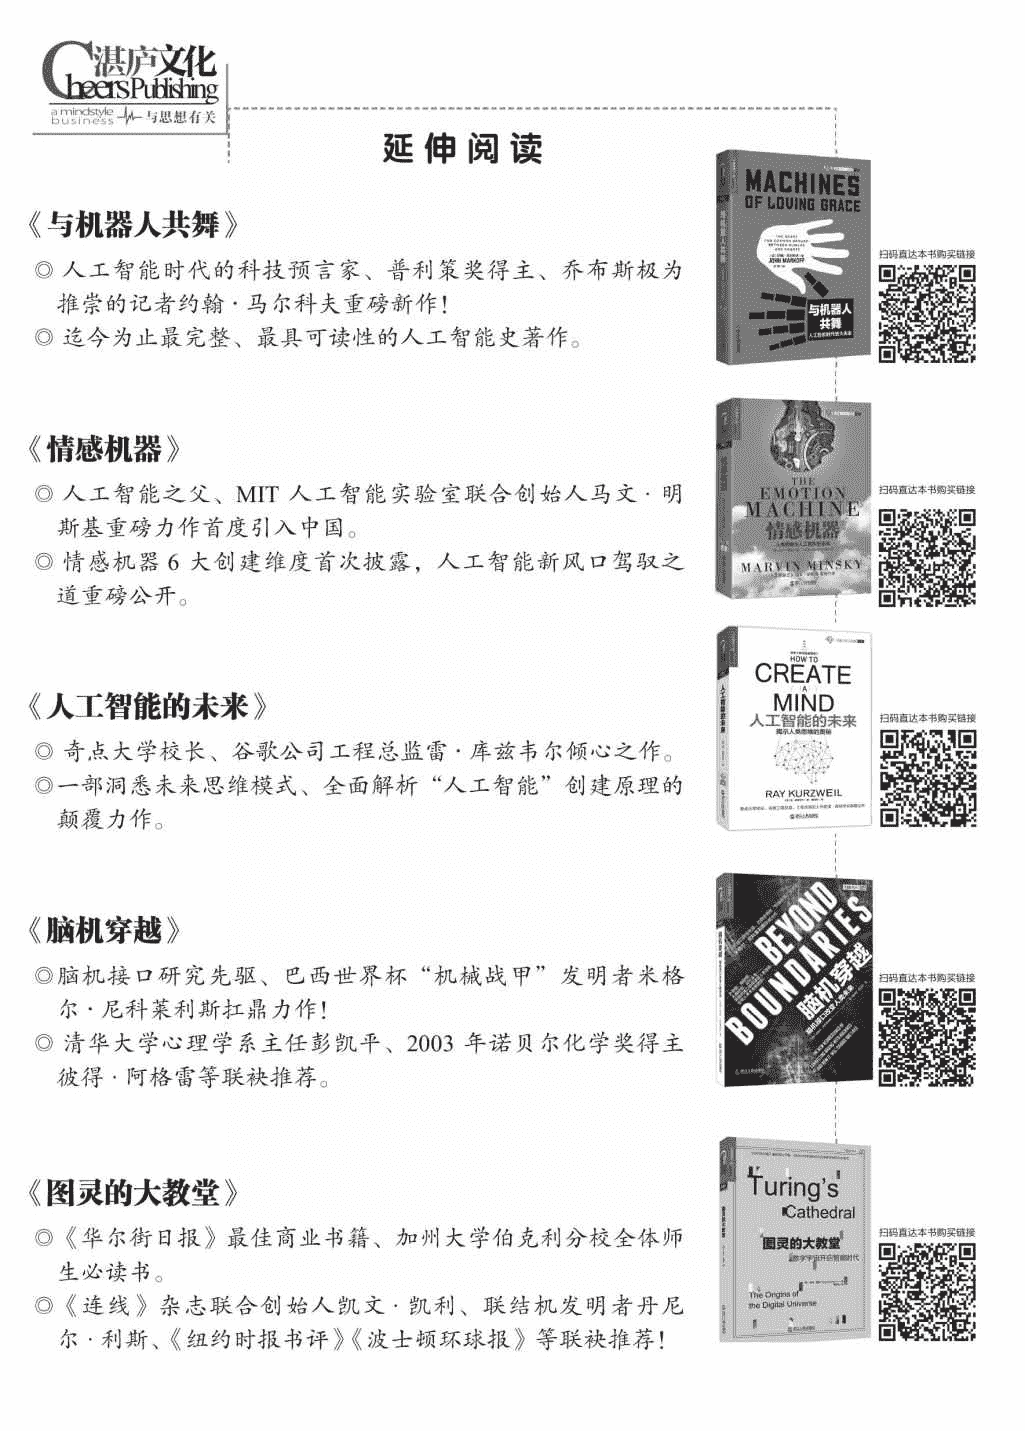 湛庐文化
Cheers Publishing
a mindstyle
business
与思想有关
延伸阅读
《与机器人共舞》
◎ 人工智能时代的科技预言家、普利策奖得主、乔布斯极为
推崇的记者约翰·马尔科夫重磅新作！
◎ 迄今为止最完整、最具可读性的人工智能史著作。
MACHINES
OF LOVING GRACE
JOHN MARKOFF
与机器人
共舞
扫码直达本书购买链接
《情感机器》
◎ 人工智能之父、MIT 人工智能实验室联合创始人马文·明
斯基重磅力作首度引入中国。
◎ 情感机器 6 大创建维度首次披露，人工智能新风口驾驭之
道重磅公开。
THE
EMOTION
MACHINE
情感机器
MARVIN MINSKY
扫码直达本书购买链接
《人工智能的未来》
◎ 奇点大学校长、谷歌公司工程总监雷·库兹韦尔倾心之作。
◎一部洞悉未来思维模式、全面解析“人工智能”创建原理的
颠覆力作。
HOW TO
CREATE
A
MIND
人工智能的未来
揭示人类思维的奥秘
RAY KURZWEIL
扫码直达本书购买链接
《脑机穿越》
◎脑机接口研究先驱、巴西世界杯“机械战甲”发明者米格
尔·尼科莱利斯扛鼎力作！
◎ 清华大学心理学系主任彭凯平、2003 年诺贝尔化学奖得主
彼得·阿格雷等联袂推荐。
BEYOND
BOUNDARIES
脑机穿越
扫码直达本书购买链接
《图灵的大教堂》
◎《华尔街日报》最佳商业书籍、加州大学伯克利分校全体师
生必读书。
◎《连线》杂志联合创始人凯文·凯利、联结机发明者丹尼
尔·利斯、《纽约时报书评》《波士顿环球报》等联袂推荐！
Turing's
Cathedral
图灵的大教堂
数字宇宙开启智能时代
The Origins of
the Digital Universe
扫码直达本书购买链接